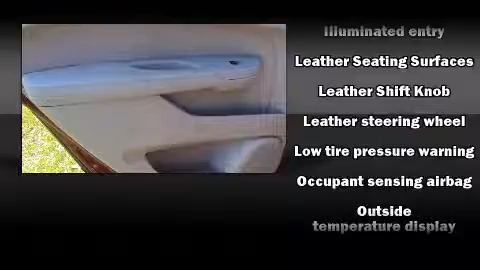 Illuminated entry
Leather Seating Surfaces
Leather Shift Knob
Leather steering wheel
Low tire pressure warning
Occupant sensing airbag
Outside
temperature display